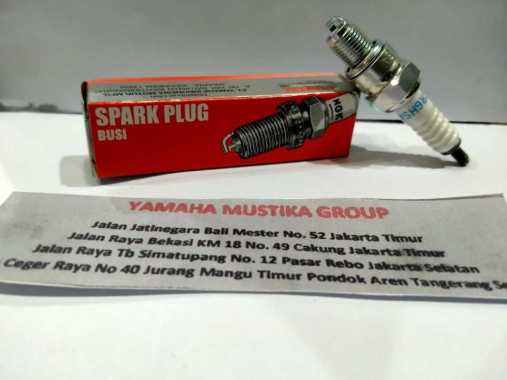 SPARK PLUG
BUSI
NGK
YAMAHA MUSTIKA GROUP
Jalan Jatinegara Bali Mester No. 52 Jakarta Timur
Jalan Raya Bekasi KM 18 No. 49 Cakung Jakarta Timur
Jalan Raya Tb Simatupang No. 12 Pasar Rebo Jakarta Selatan
Ceger Raya No 40 Jurang Mangu Timur Pondok Aren Tangerang Se